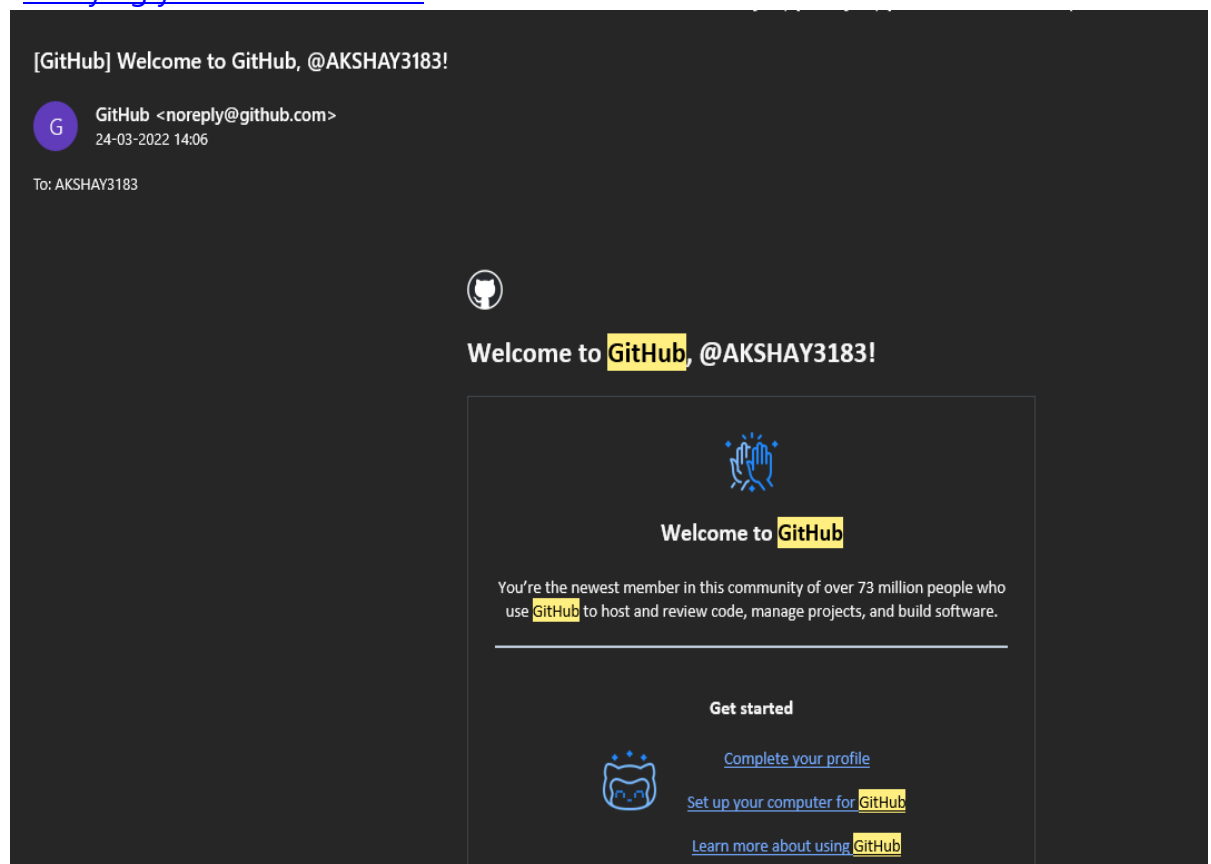 [GitHub] Welcome to GitHub, @AKSHAY3183!
G
GitHub <noreply@github.com>
24-03-2022 14:06
To: AKSHAY3183
Welcome to GitHub, @AKSHAY3183!
Welcome to GitHub
You’re the newest member in this community of over 73 million people who
use GitHub to host and review code, manage projects, and build software.
Get started
Complete your profile
Set up your computer for GitHub
Learn more about using GitHub